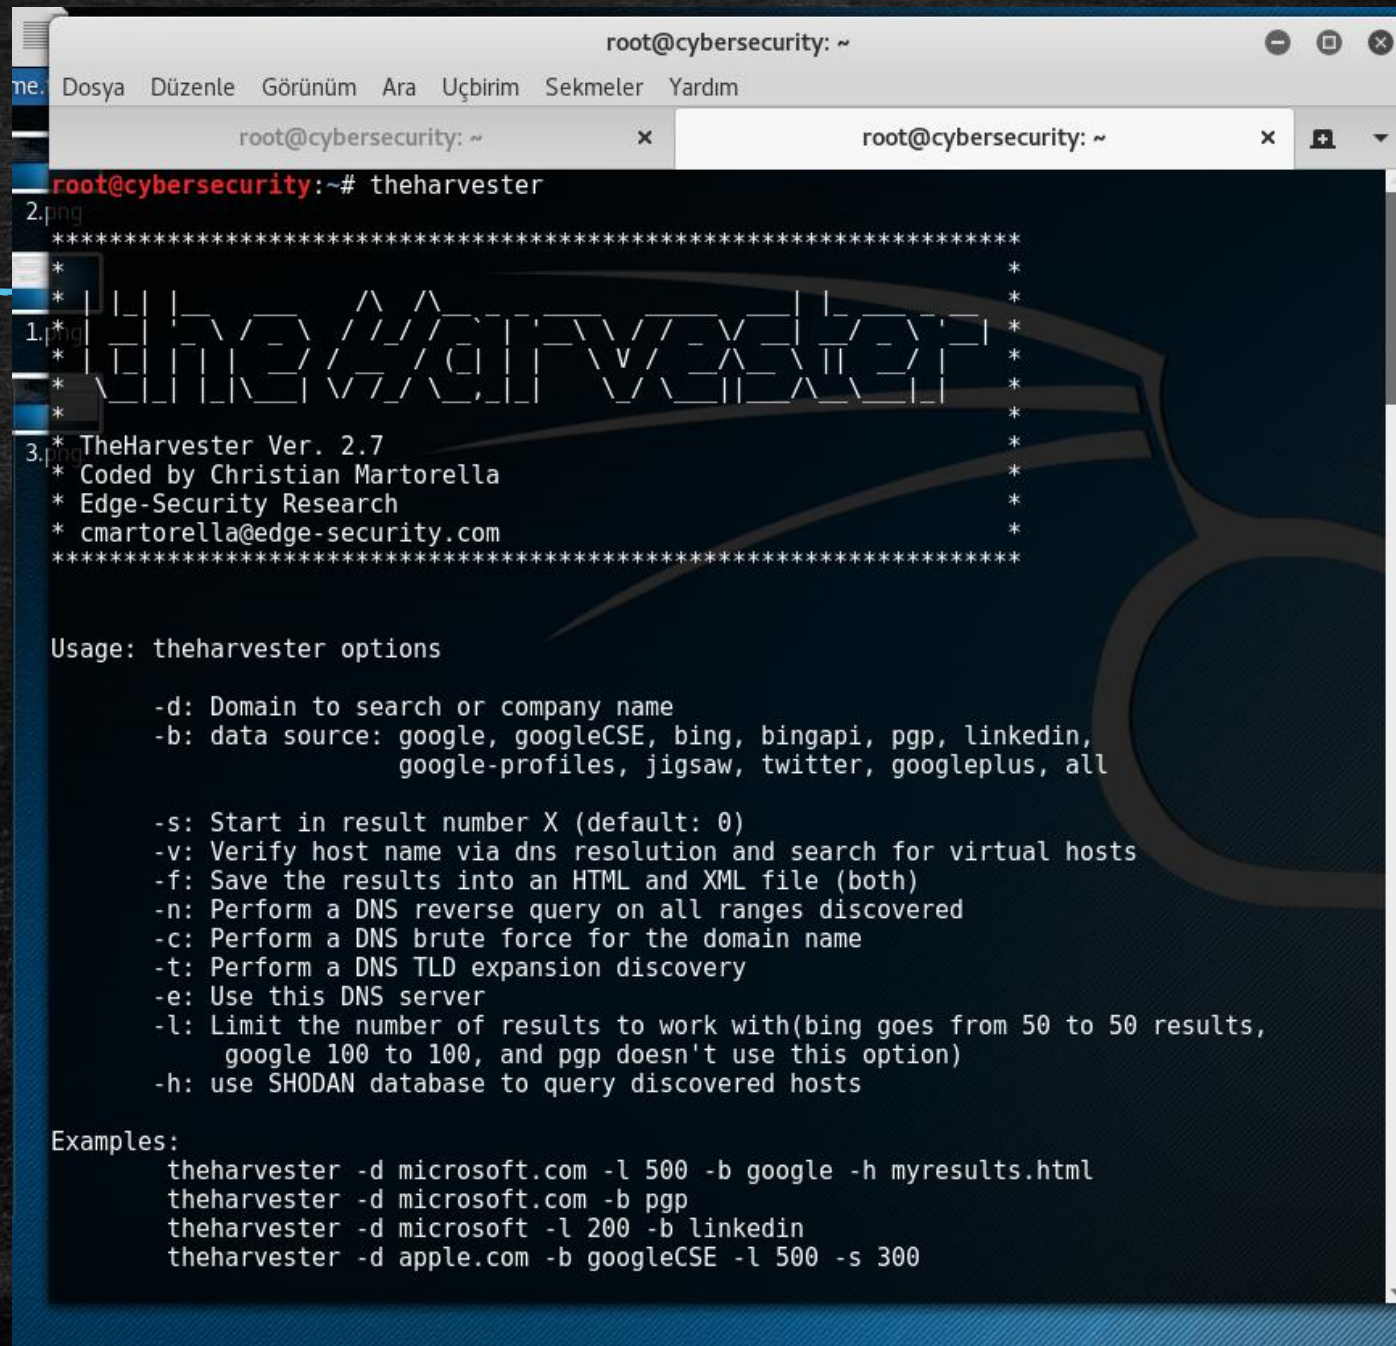 root@cybersecurity: ~
me.
Dosya Düzenle Görünüm Ara Uçbirim Sekmeler Yardım
root@cybersecurity: ~ × root@cybersecurity: ~ ×
root@cybersecurity:~# theharvester
2.png
*******************************************************************
theHarvester
1.png
* TheHarvester Ver. 2.7 *
3.png
* Coded by Christian Martorella *
* Edge-Security Research *
* cmartorella@edge-security.com *
*******************************************************************
Usage: theharvester options
-d: Domain to search or company name
-b: data source: google, googleCSE, bing, bingapi, pgp, linkedin,
google-profiles, jigsaw, twitter, googleplus, all
-s: Start in result number X (default: 0)
-v: Verify host name via dns resolution and search for virtual hosts
-f: Save the results into an HTML and XML file (both)
-n: Perform a DNS reverse query on all ranges discovered
-c: Perform a DNS brute force for the domain name
-t: Perform a DNS TLD expansion discovery
-e: Use this DNS server
-l: Limit the number of results to work with(bing goes from 50 to 50 results,
google 100 to 100, and pgp doesn't use this option)
-h: use SHODAN database to query discovered hosts
Examples:
theharvester -d microsoft.com -l 500 -b google -h myresults.html
theharvester -d microsoft.com -b pgp
theharvester -d microsoft -l 200 -b linkedin
theharvester -d apple.com -b googleCSE -l 500 -s 300